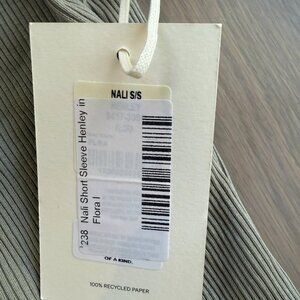 NALI S/S
238 Nali Short Sleeve Henley in
Flora l
OF A KIND.
100% RECYCLED PAPER